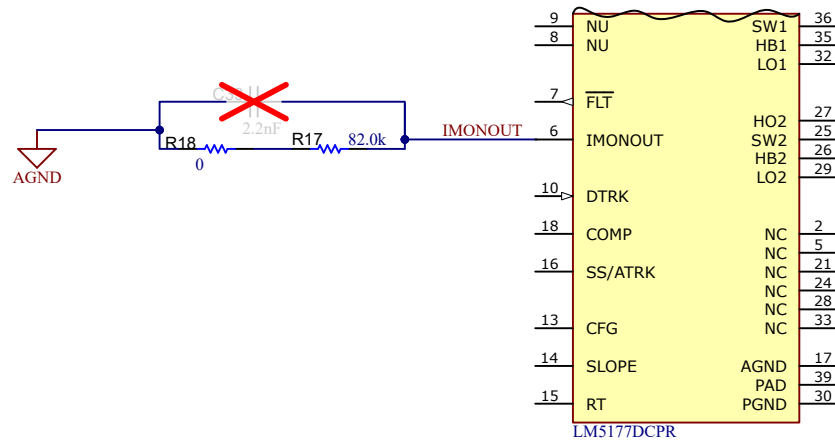 9 NU SW1 36
8 NU HB1 35
LO1 32
7 FLT
HO2 27
6 IMONOUT SW2 25
HB2 26
10 DTRK LO2 29
18 COMP NC 2
NC 5
16 SS/ATRK NC 21
NC 24
NC 28
13 CFG NC 33
14 SLOPE AGND 17
PAD 39
15 RT PGND 30
LM5177DCPR
IMONOUT
2.2nF
R18
0
R17
82.0k
AGND